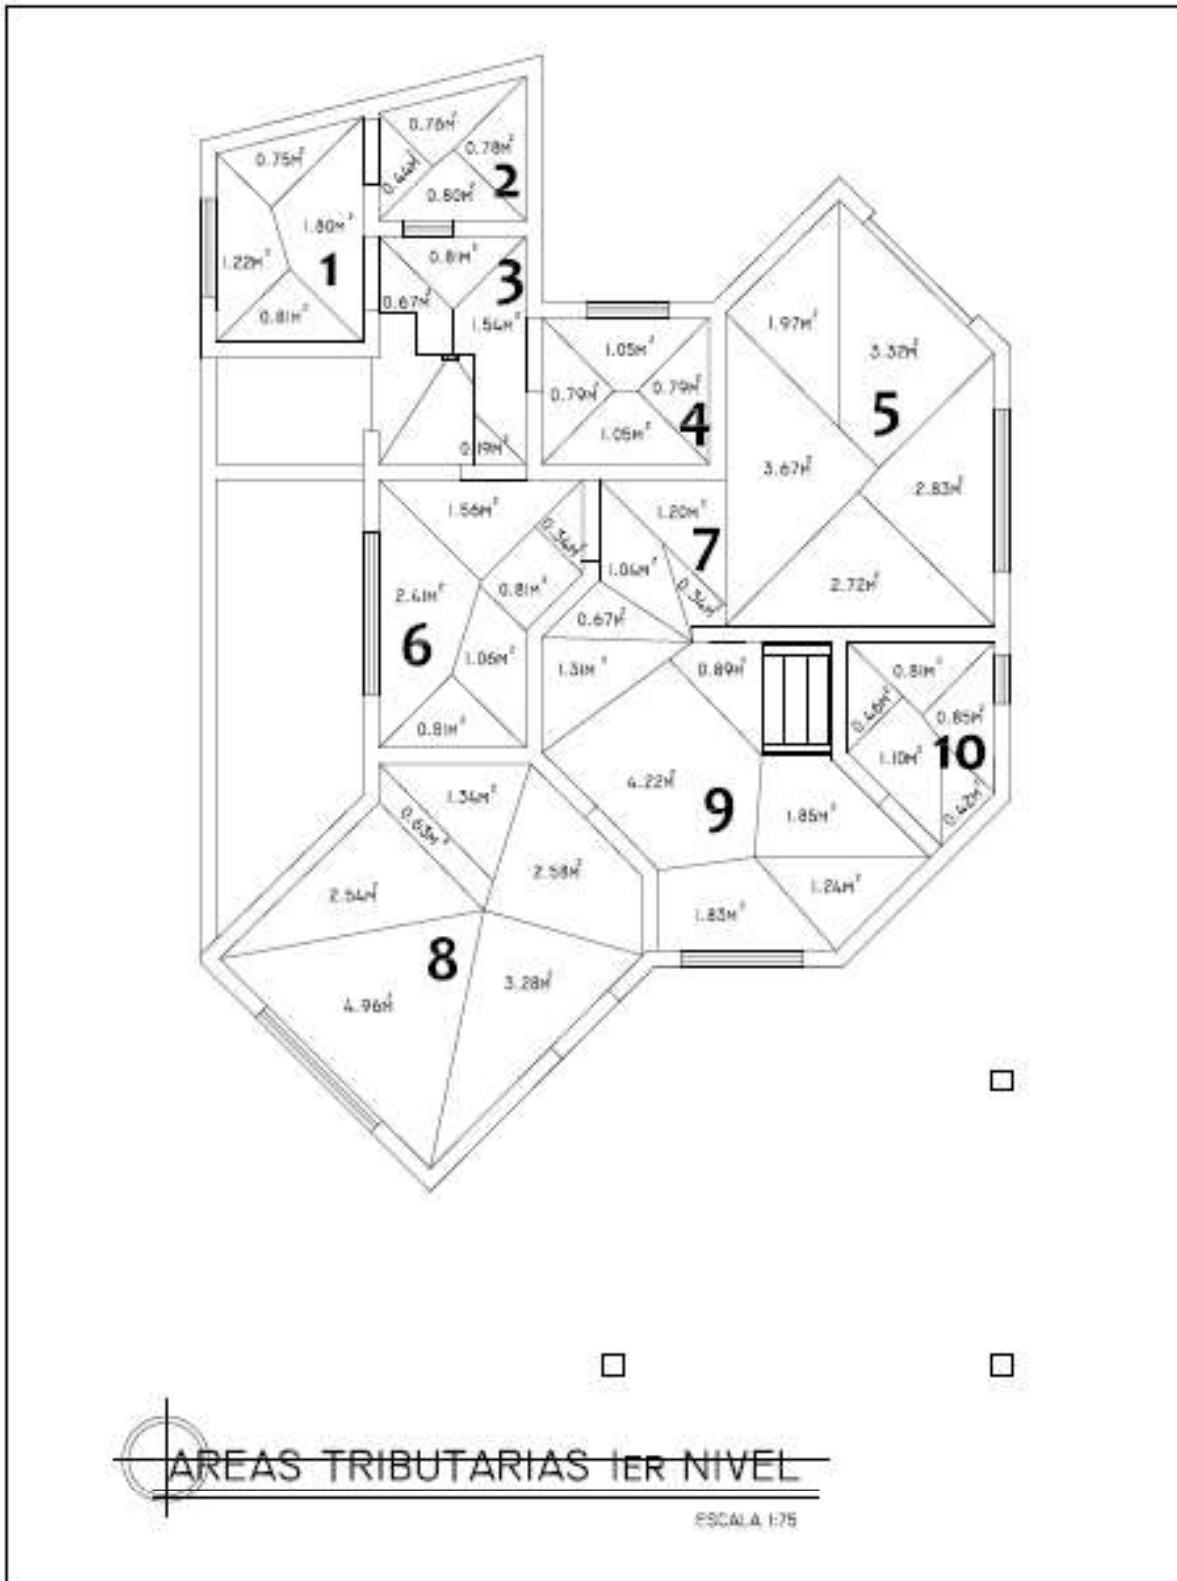 0.76M²
0.75M²
0.78M²
0.44M²
2
0.80M²
1.80M²
1.22M²
1
0.81M²
3
0.67M²
0.81M²
1.54M²
1.97M²
1.05M²
3.32M²
0.79M²
0.79M²
5
4
1.05M²
0.19M²
3.67M²
2.83M²
1.56M²
1.20M²
0.34M²
7
1.04M²
0.81M²
0.34M²
2.72M²
2.41M²
0.67M²
6
1.06M²
1.31M²
0.89M²
0.81M²
0.46M²
0.85M²
0.81M²
1.10M²
10
4.22M²
9
1.34M²
0.42M²
1.85M²
0.63M²
2.58M²
1.24M²
2.54M²
1.83M²
8
3.28M²
4.96M²
AREAS TRIBUTARIAS 1ER NIVEL
ESCALA 1:75